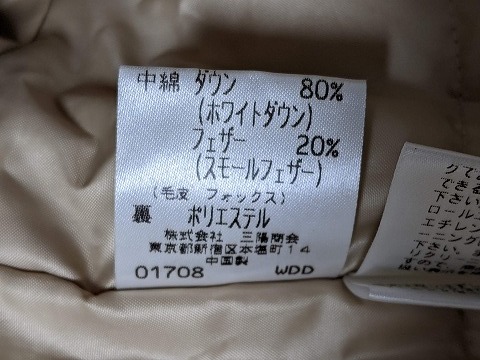 中綿 ダウン 80%
(ホワイトダウン)
フェザー 20%
(スモールフェザー)
(毛皮 フォックス)
裏 ポリエステル
株式会社 三陽商会
東京都新宿区本塩町14
中国製
01708 WDD
クで
できる
下さい
ロール
エチレン
下さい。